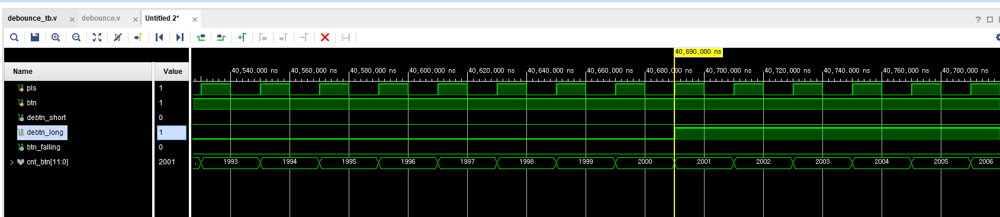 debounce_tb.v × debounce.v × Untitled 2* ×
?
40,690,000 ns
Name Value
40,540,000 ns 40,560,000 ns 40,580,000 ns 40,600,000 ns 40,620,000 ns 40,640,000 ns 40,660,000 ns 40,680,000 ns 40,700,000 ns 40,720,000 ns 40,740,000 ns 40,760,000 ns 40,780,000 ns
pls 1
btn 1
debtn_short 0
debtn_long 1
btn_falling 0
cnt_btn[11:0] 2001 . 1993 1994 1995 1996 1997 1998 1999 2000 2001 2002 2003 2004 2005 2006